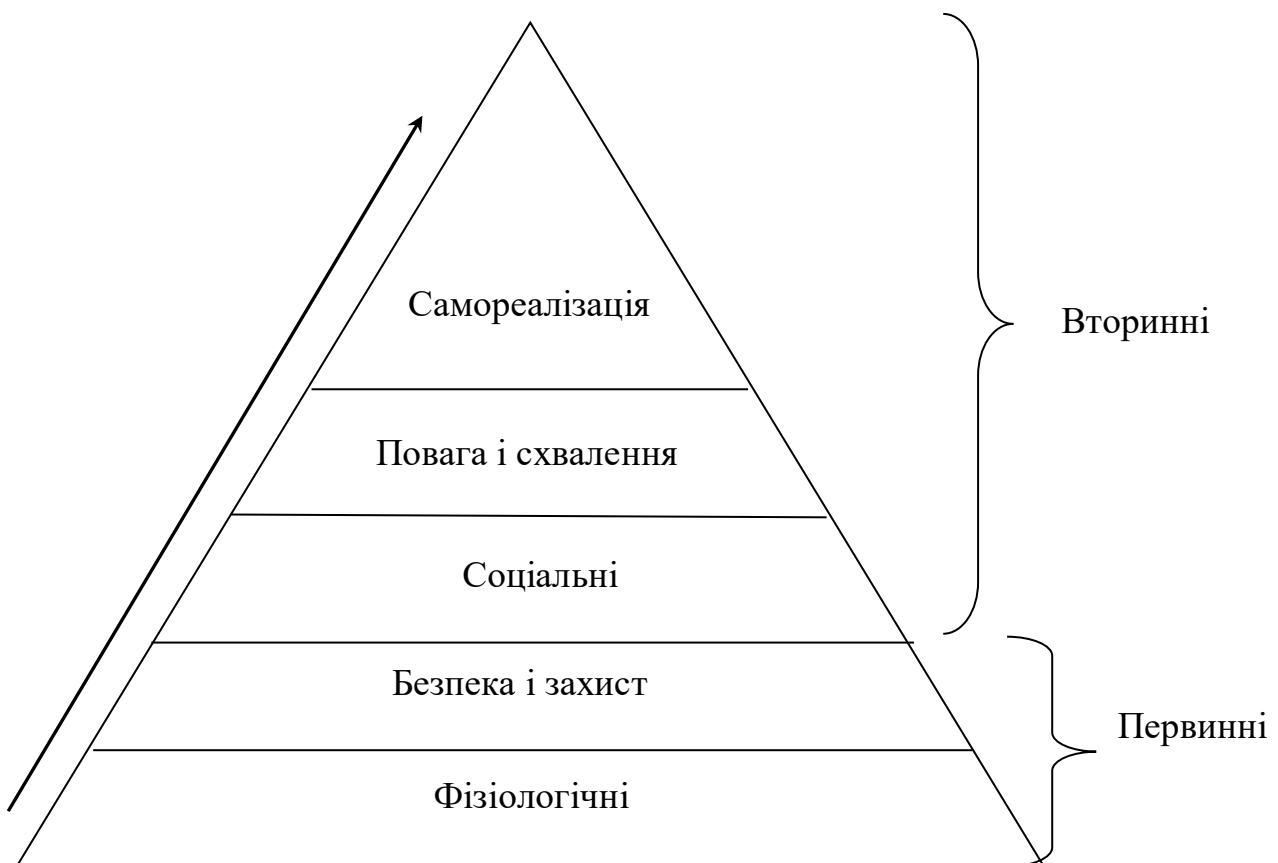 Самореалізація
Вторинні
Повага і схвалення
Соціальні
Безпека і захист
Первинні
Фізіологічні